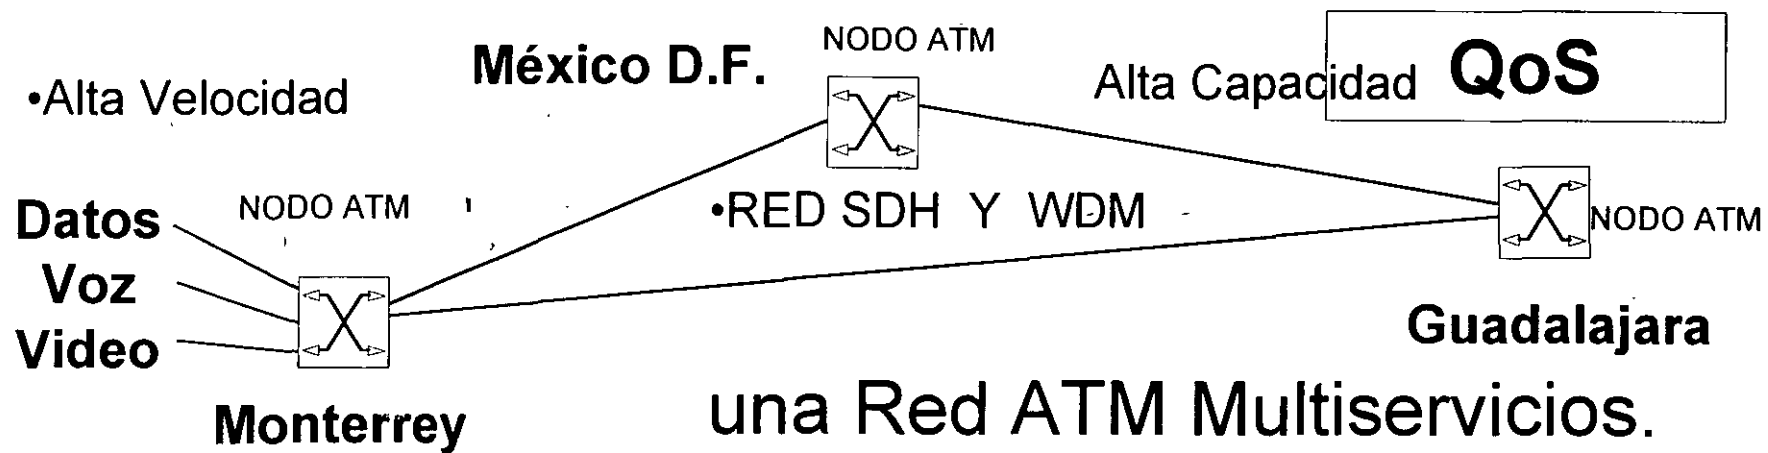 NODO ATM
México D.F.
•Alta Velocidad
Alta Capacidad
QoS
NODO ATM
•RED SDH Y WDM
NODO ATM
Datos
Voz
Video
Guadalajara
Monterrey
una Red ATM Multiservicios.